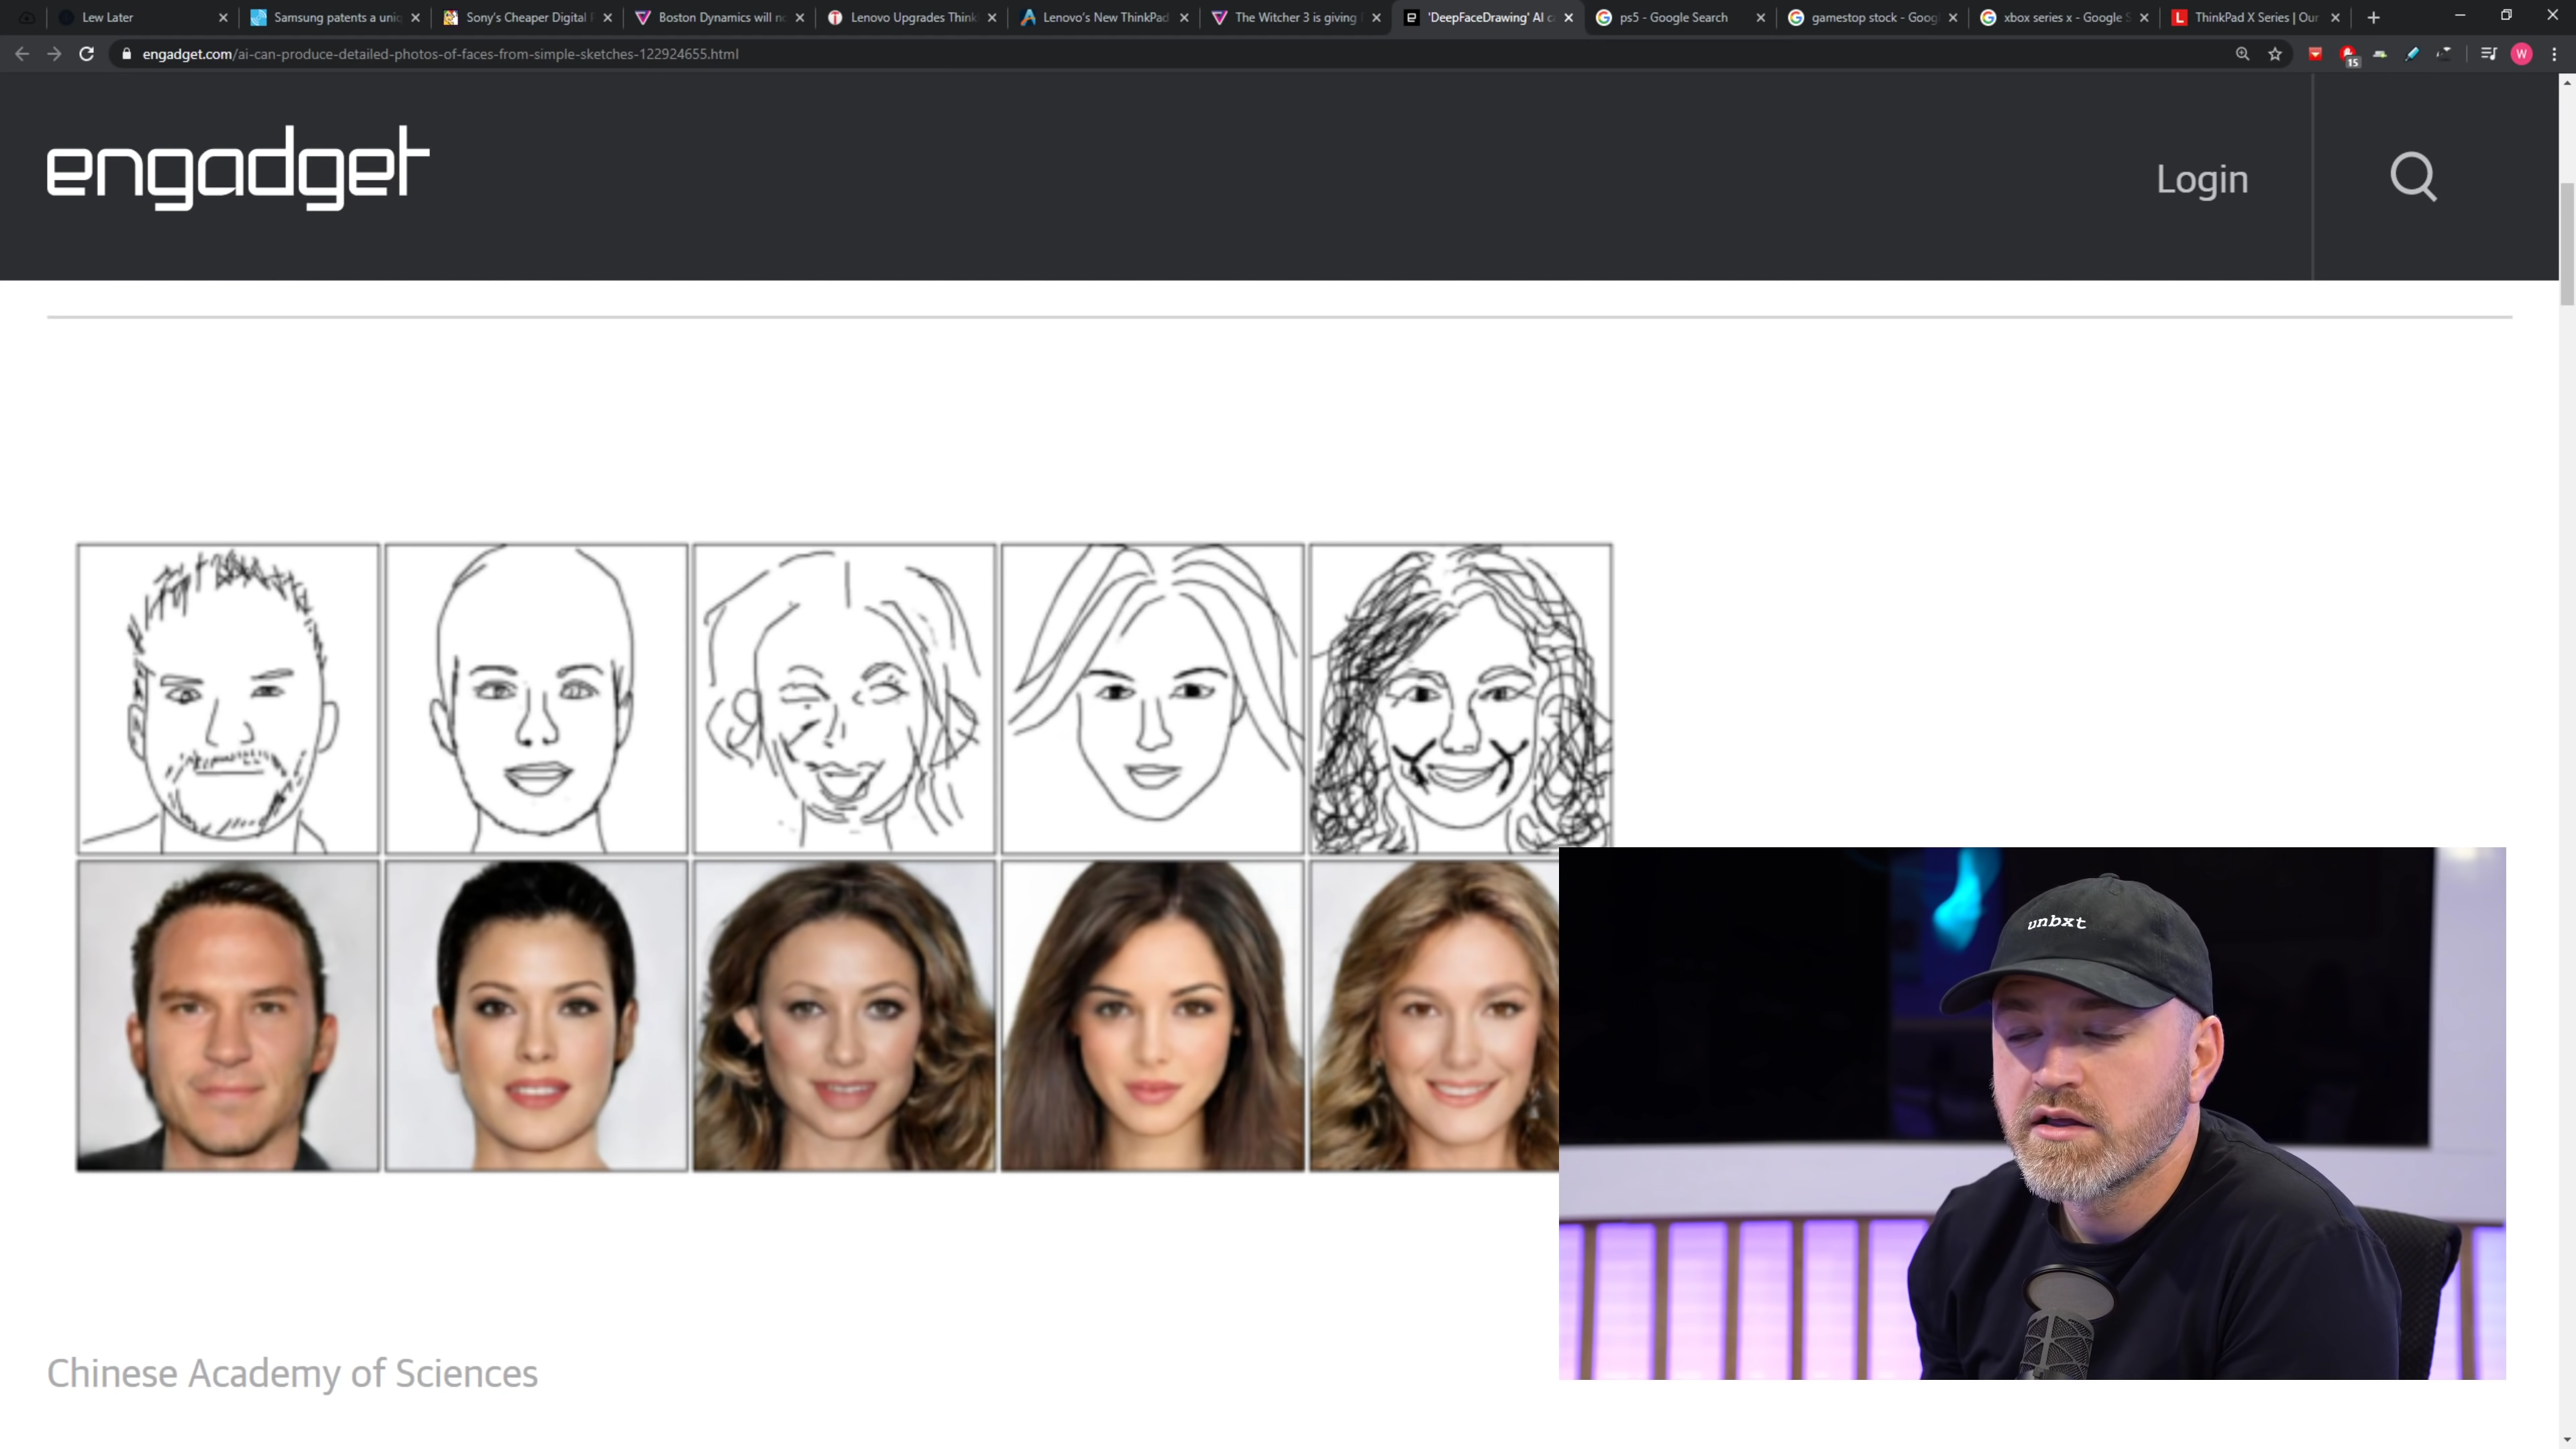 Lew Later
Samsung patents a uniq
Sony's Cheaper Digital
Boston Dynamics will no
Lenovo Upgrades Think
Lenovo's New ThinkPad
The Witcher 3 is giving
'DeepFaceDrawing' AI c
ps5 - Google Search
gamestop stock - Goog
xbox series x - Google S
ThinkPad X Series | Our
engadget.com/ai-can-produce-detailed-photos-of-faces-from-simple-sketches-122924655.html
15
W
engadget
Login
unbxt
Chinese Academy of Sciences